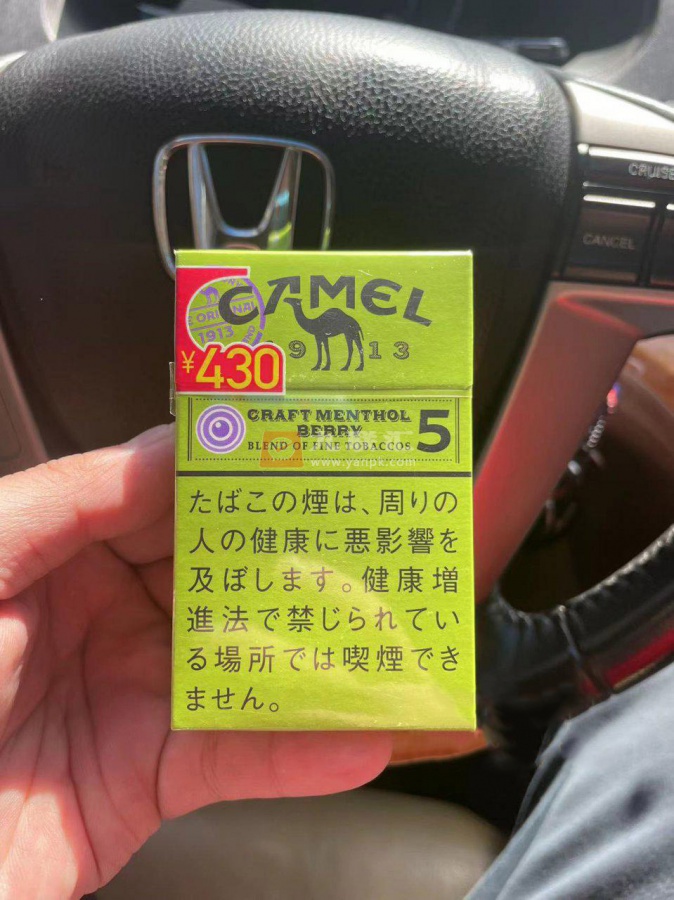 CRUISE
CANCEL
CAMEL
THE ORIGINAL
1913
1913
¥430
CRAFT MENTHOL
BERRY
5
BLEND OF FINE TOBACCOS
www.yanpk.com
たばこの煙は、周りの
人の健康に悪影響を
及ぼします。健康増
進法で禁じられてい
る場所では喫煙でき
ません。